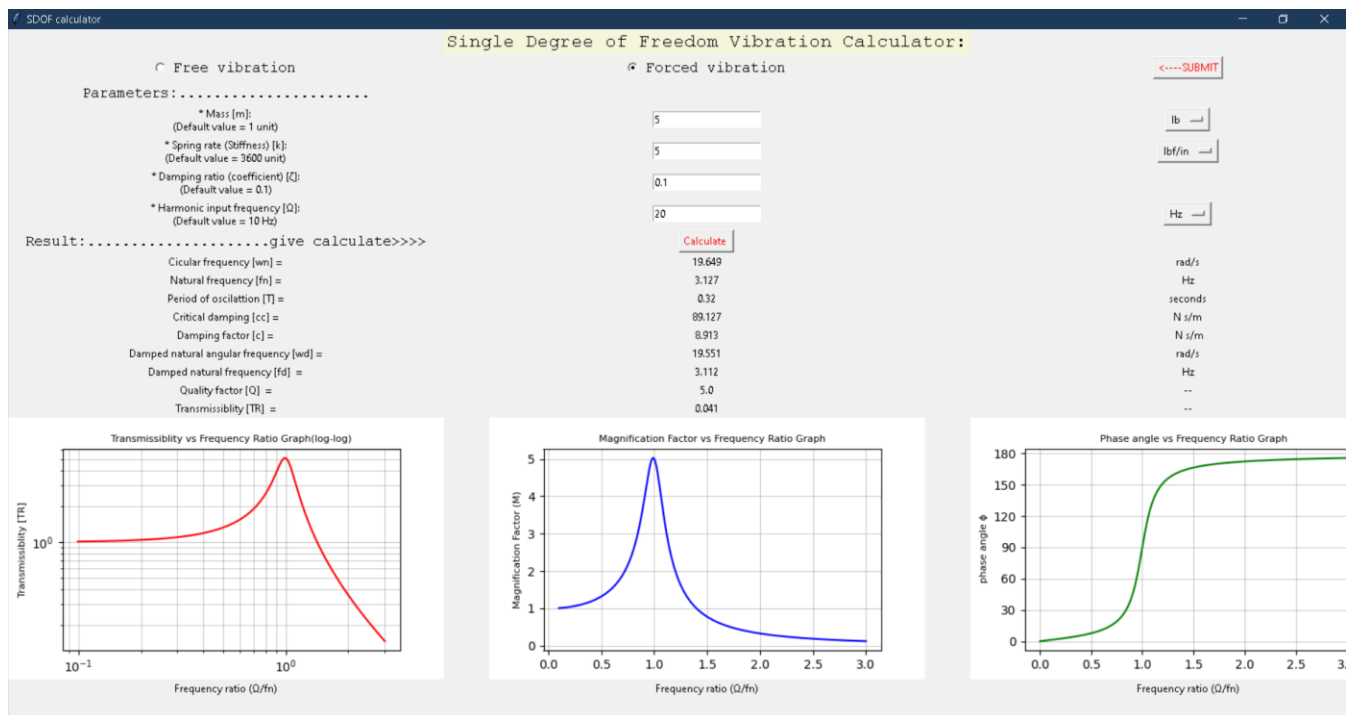 SDOF calculator
Single Degree of Freedom Vibration Calculator:
Free vibration Forced vibration <----SUBMIT
Parameters:......................
* Mass [m]:
(Default value = 1 unit)
5 lb
* Spring rate (Stiffness) [k]:
(Default value = 3600 unit)
5 lbf/in
* Damping ratio (coefficient) [ζ]:
(Default value = 0.1)
0.1
* Harmonic input frequency [Ω]:
(Default value = 10 Hz)
20 Hz
Result:.....................give calculate>>>> Calculate
Cicular frequency [wn] = 19.649 rad/s
Natural frequency [fn] = 3.127 Hz
Period of oscilattion [T] = 0.32 seconds
Critical damping [cc] = 89.127 N s/m
Damping factor [c] = 8.913 N s/m
Damped natural angular frequency [wd] = 19.551 rad/s
Damped natural frequency [fd] = 3.112 Hz
Quality factor [Q] = 5.0 --
Transmissiblity [TR] = 0.041 --
Transmissiblity vs Frequency Ratio Graph(log-log)
Transmissiblity [TR]
10⁰
10⁻¹ 10⁰
Frequency ratio (Ω/fn)
Magnification Factor vs Frequency Ratio Graph
Magnification Factor (M)
5
4
3
2
1
0
0.0 0.5 1.0 1.5 2.0 2.5 3.0
Frequency ratio (Ω/fn)
Phase angle vs Frequency Ratio Graph
phase angle ϕ
180
150
120
90
60
30
0
0.0 0.5 1.0 1.5 2.0 2.5 3.
Frequency ratio (Ω/fn)